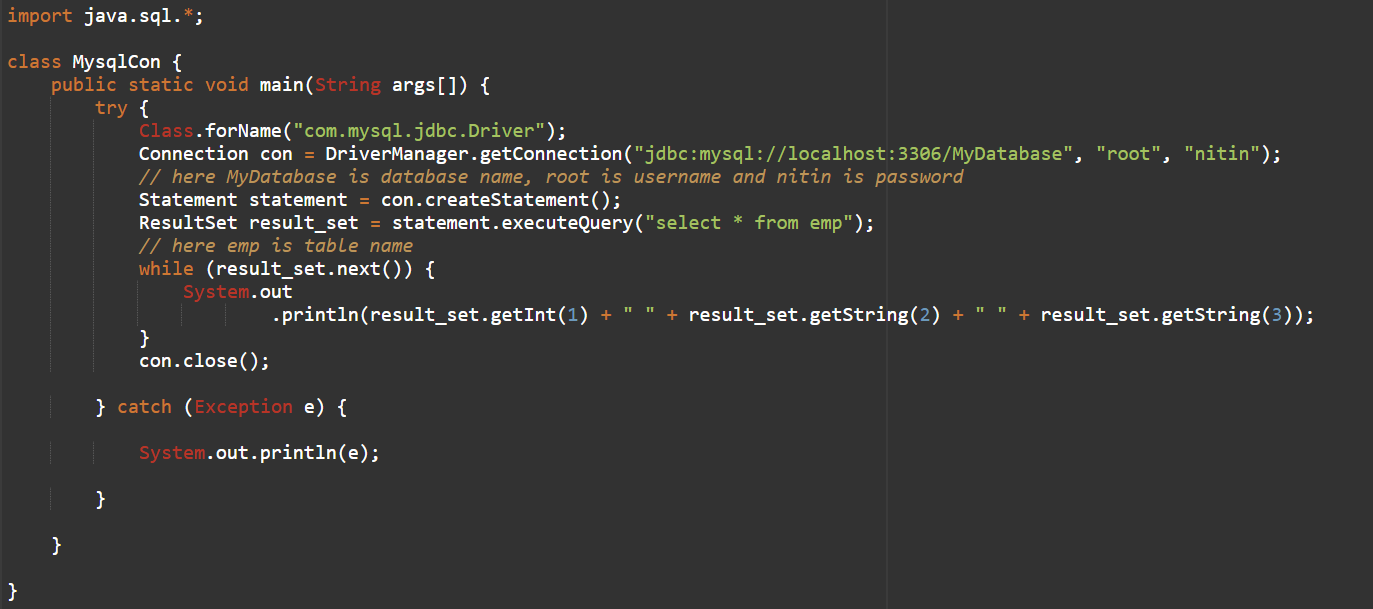 import java.sql.*;
class MysqlCon {
    public static void main(String args[]) {
        try {
            Class.forName("com.mysql.jdbc.Driver");
            Connection con = DriverManager.getConnection("jdbc:mysql://localhost:3306/MyDatabase", "root", "nitin");
            // here MyDatabase is database name, root is username and nitin is password
            Statement statement = con.createStatement();
            ResultSet result_set = statement.executeQuery("select * from emp");
            // here emp is table name
            while (result_set.next()) {
                System.out
                        .println(result_set.getInt(1) + " " + result_set.getString(2) + " " + result_set.getString(3));
            }
            con.close();
        } catch (Exception e) {
            System.out.println(e);
        }
    }
}